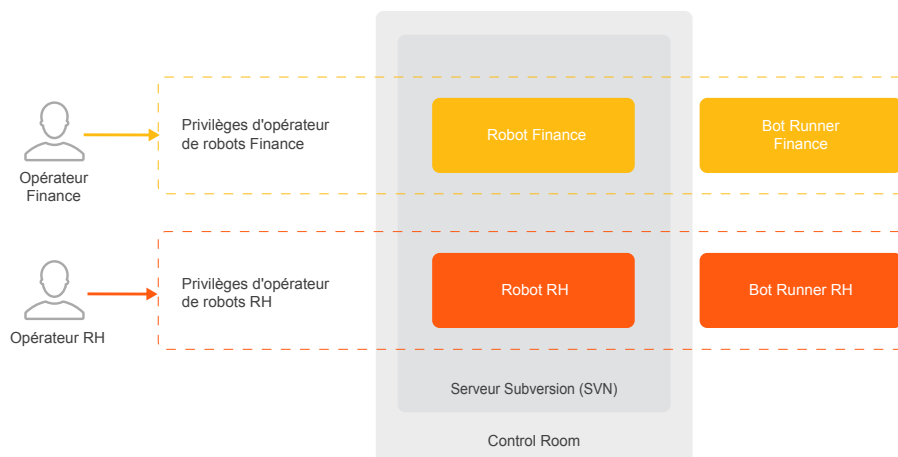 Opérateur
Finance
Privilèges d'opérateur
de robots Finance
Robot Finance
Bot Runner
Finance
Opérateur RH
Privilèges d'opérateur
de robots RH
Robot RH
Bot Runner RH
Serveur Subversion (SVN)
Control Room